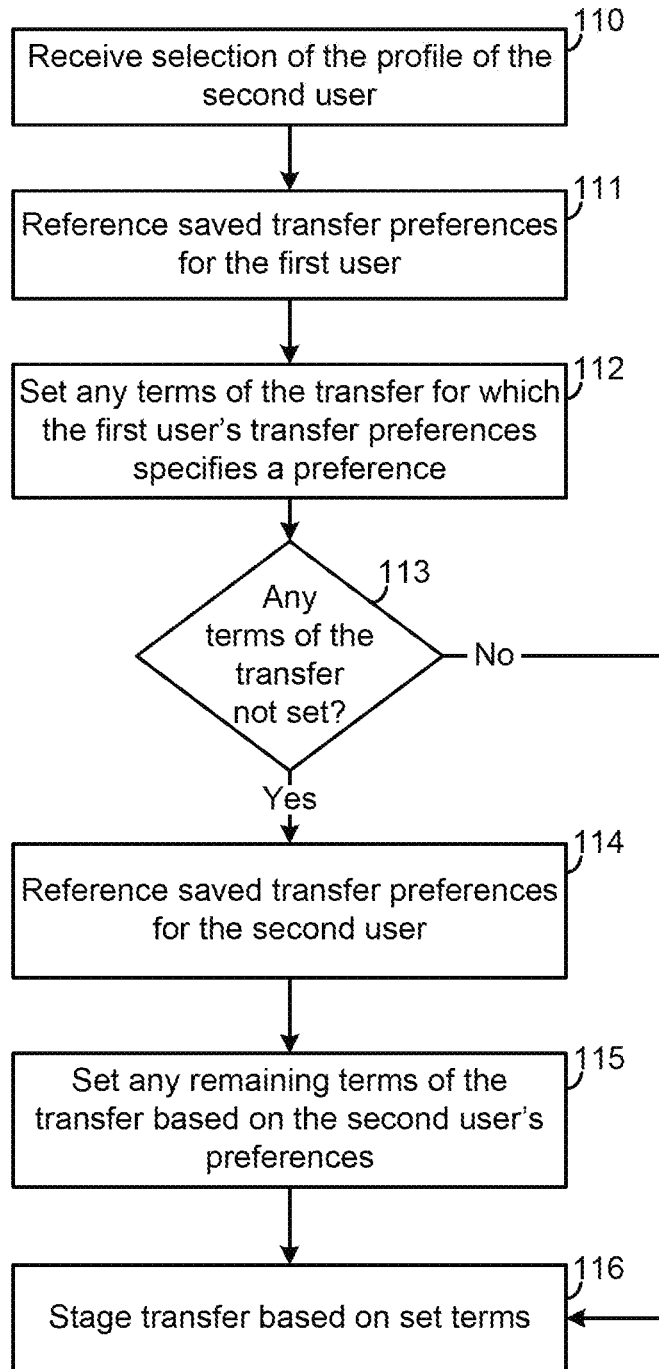 110
Receive selection of the profile of the
second user
111
Reference saved transfer preferences
for the first user
112
Set any terms of the transfer for which
the first user's transfer preferences
specifies a preference
113
Any
terms of the
transfer
not set?
No
Yes
114
Reference saved transfer preferences
for the second user
115
Set any remaining terms of the
transfer based on the second user's
preferences
116
Stage transfer based on set terms